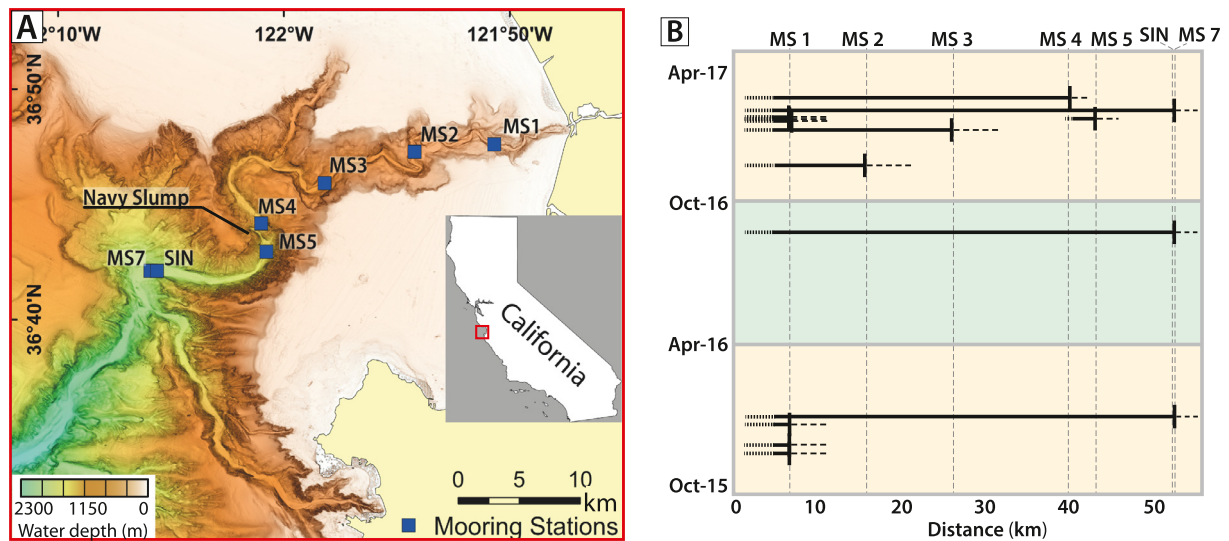 A
°10'W
122°W
121°50'W
36°50'N
MS2
MS1
MS3
Navy Slump
MS4
MS5
MS7
SIN
36°40'N
California
0 5 10
km
2300 1150 0
Water depth (m)
Mooring Stations
B
MS 1
MS 2
MS 3
MS 4
MS 5
SIN
MS 7
Apr-17
Oct-16
Apr-16
Oct-15
0 10 20 30 40 50
Distance (km)